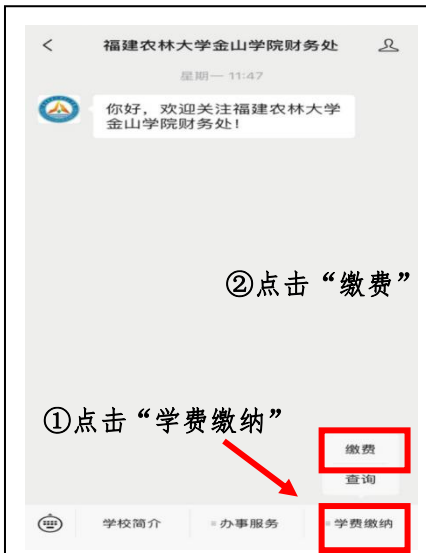 福建农林大学金山学院财务处
星期一 11:47
你好，欢迎关注福建农林大学
金山学院财务处！
②点击“缴费”
①点击“学费缴纳”
缴费
查询
学校简介
办事服务
学费缴纳